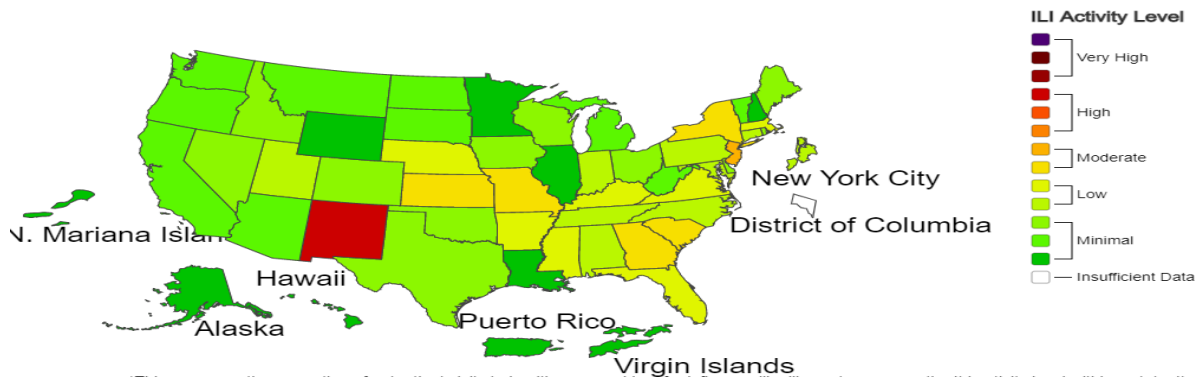 ILI Activity Level
Very High
High
Moderate
Low
Minimal
Insufficient Data
New York City
District of Columbia
N. Mariana Islan
Hawaii
Alaska
Puerto Rico
Virgin Islands